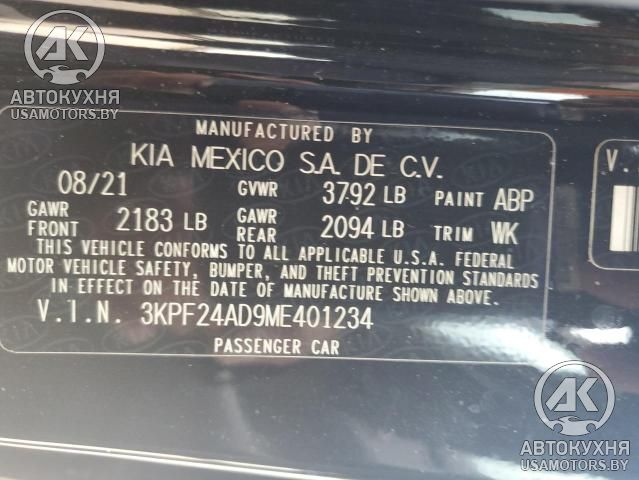 АВТОКУХНЯ
USAMOTORS.BY
MANUFACTURED BY
KIA MEXICO S.A. DE C.V.
08/21 GVWR 3792 LB PAINT ABP
GAWR FRONT 2183 LB GAWR REAR 2094 LB TRIM WK
THIS VEHICLE CONFORMS TO ALL APPLICABLE U.S.A. FEDERAL
MOTOR VEHICLE SAFETY, BUMPER, AND THEFT PREVENTION STANDARDS
IN EFFECT ON THE DATE OF MANUFACTURE SHOWN ABOVE.
V.I.N. 3KPF24AD9ME401234
PASSENGER CAR
V.
АК
АВТОКУХНЯ
USAMOTORS.BY